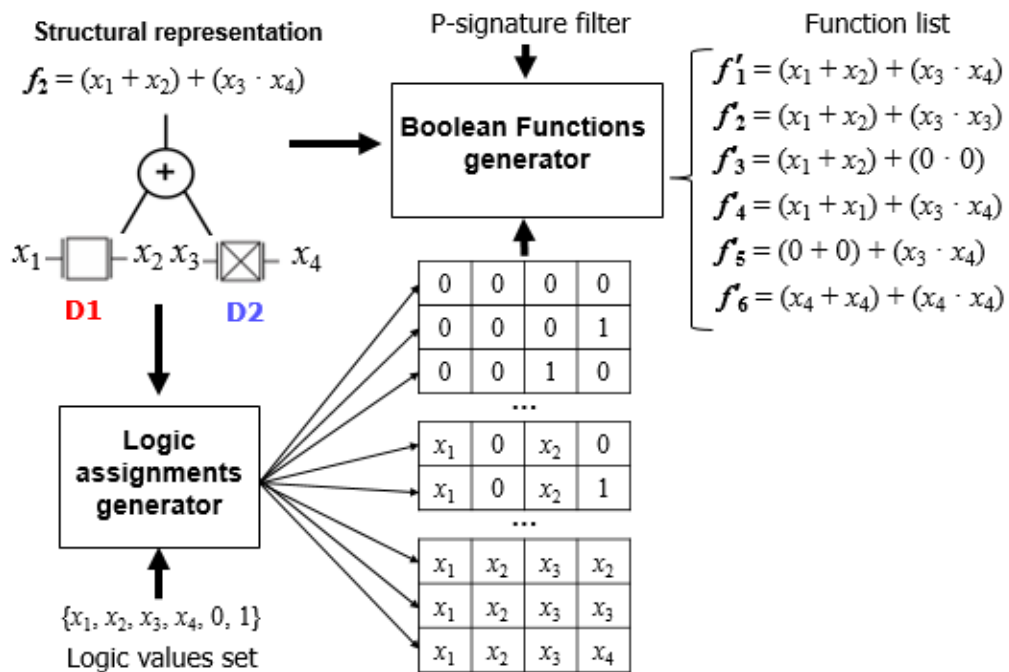 Structural representation
f₂ = (x₁ + x₂) + (x₃ · x₄)
+
x₁ x₂ x₃ x₄
D1 D2
Logic
assignments
generator
{x₁, x₂, x₃, x₄, 0, 1}
Logic values set
P-signature filter
Boolean Functions
generator
0 0 0 0
0 0 0 1
0 0 1 0
...
x₁ 0 x₂ 0
x₁ 0 x₂ 1
...
x₁ x₂ x₃ x₂
x₁ x₂ x₃ x₃
x₁ x₂ x₃ x₄
Function list
f'₁ = (x₁ + x₂) + (x₃ · x₄)
f'₂ = (x₁ + x₂) + (x₃ · x₃)
f'₃ = (x₁ + x₂) + (0 · 0)
f'₄ = (x₁ + x₁) + (x₃ · x₄)
f'₅ = (0 + 0) + (x₃ · x₄)
f'₆ = (x₄ + x₄) + (x₄ · x₄)